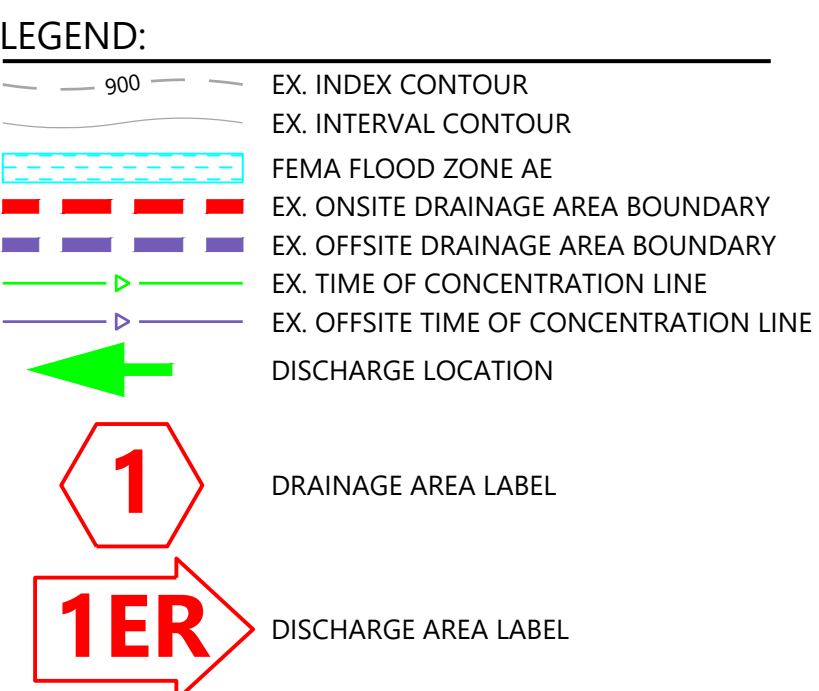 LEGEND:
900 EX. INDEX CONTOUR
EX. INTERVAL CONTOUR
FEMA FLOOD ZONE AE
EX. ONSITE DRAINAGE AREA BOUNDARY
EX. OFFSITE DRAINAGE AREA BOUNDARY
EX. TIME OF CONCENTRATION LINE
EX. OFFSITE TIME OF CONCENTRATION LINE
DISCHARGE LOCATION
1 DRAINAGE AREA LABEL
1ER DISCHARGE AREA LABEL